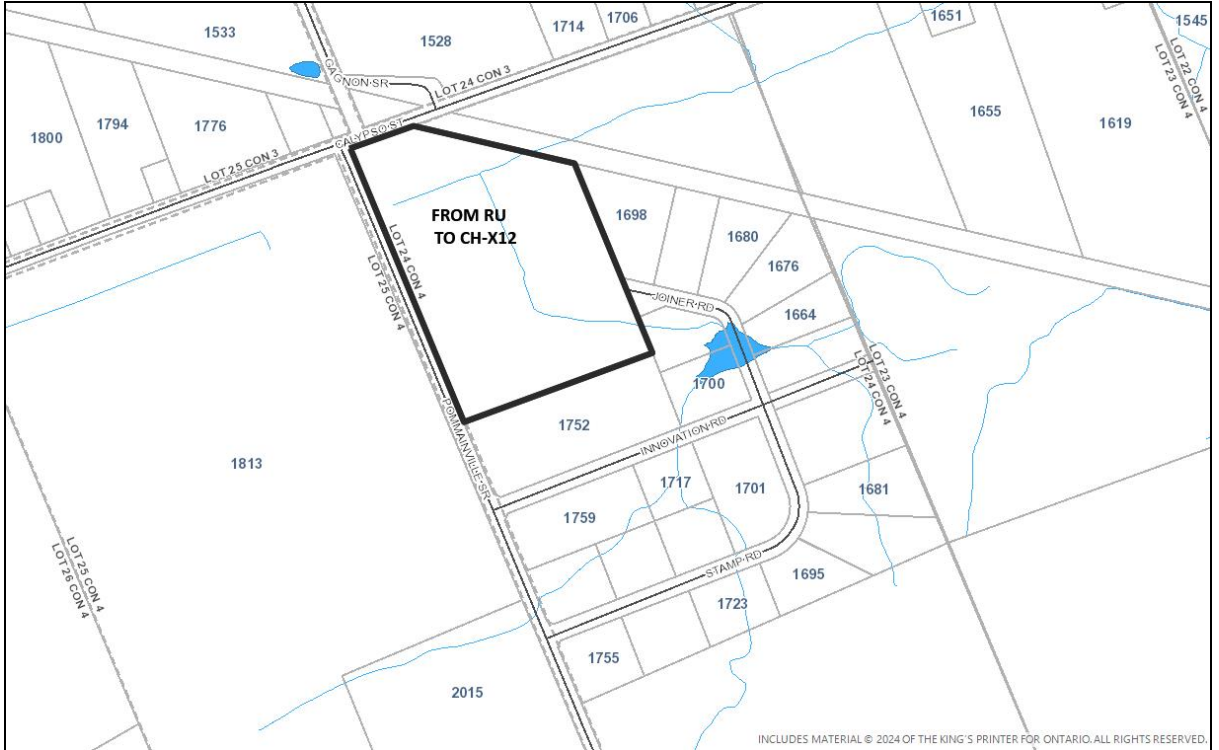 1533
1528
1714
1706
1651
1545
GAGNON SR
LOT 24 CON 3
LOT 22 CON 4
LOT 23 CON 4
1800
1794
1776
1655
1619
CALYPSO ST
LOT 25 CON 3
FROM RU
TO CH-X12
LOT 24 CON 4
LOT 25 CON 4
1698
1680
1676
JOINER RD
1664
LOT 23 CON 4
LOT 24 CON 4
1700
POMMAINVILLE SR
1752
INNOVATION RD
1813
1717
1701
1681
1759
LOT 25 CON 4
LOT 26 CON 4
STAMP RD
1695
1723
1755
2015
INCLUDES MATERIAL © 2024 OF THE KING'S PRINTER FOR ONTARIO. ALL RIGHTS RESERVED.